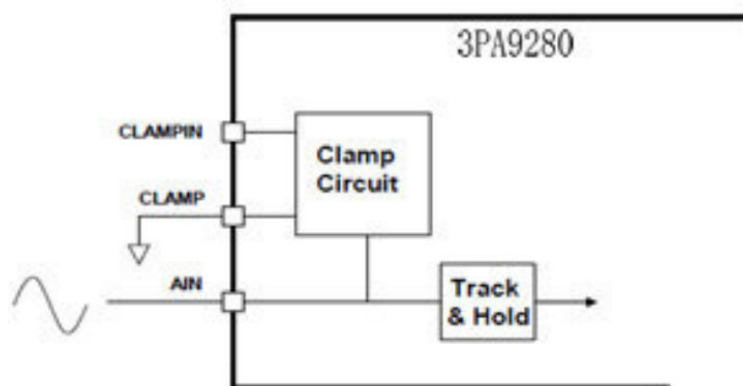 3PA9280
CLAMPIN
Clamp
Circuit
CLAMP
AIN
Track
& Hold